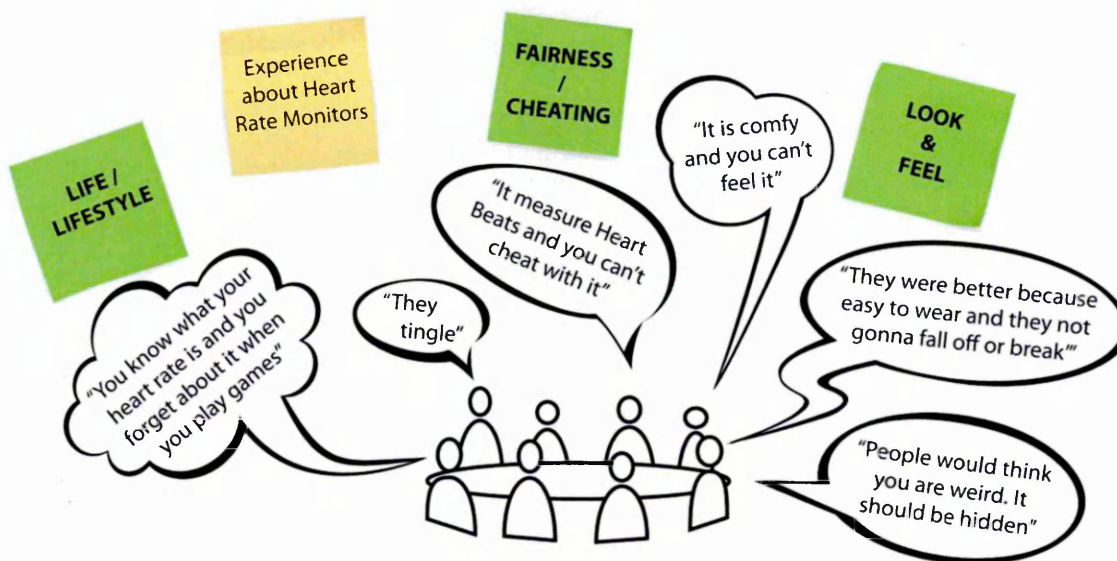 Experience
about Heart
Rate Monitors
FAIRNESS
/
CHEATING
LOOK
&
FEEL
LIFE /
LIFESTYLE
"It is comfy
and you can't
feel it"
"It measure Heart
Beats and you can't
cheat with it"
"They
tingle"
"You know what your
heart rate is and you
forget about it when
you play games"
"They were better because
easy to wear and they not
gonna fall off or break'"
"People would think
you are weird. It
should be hidden"